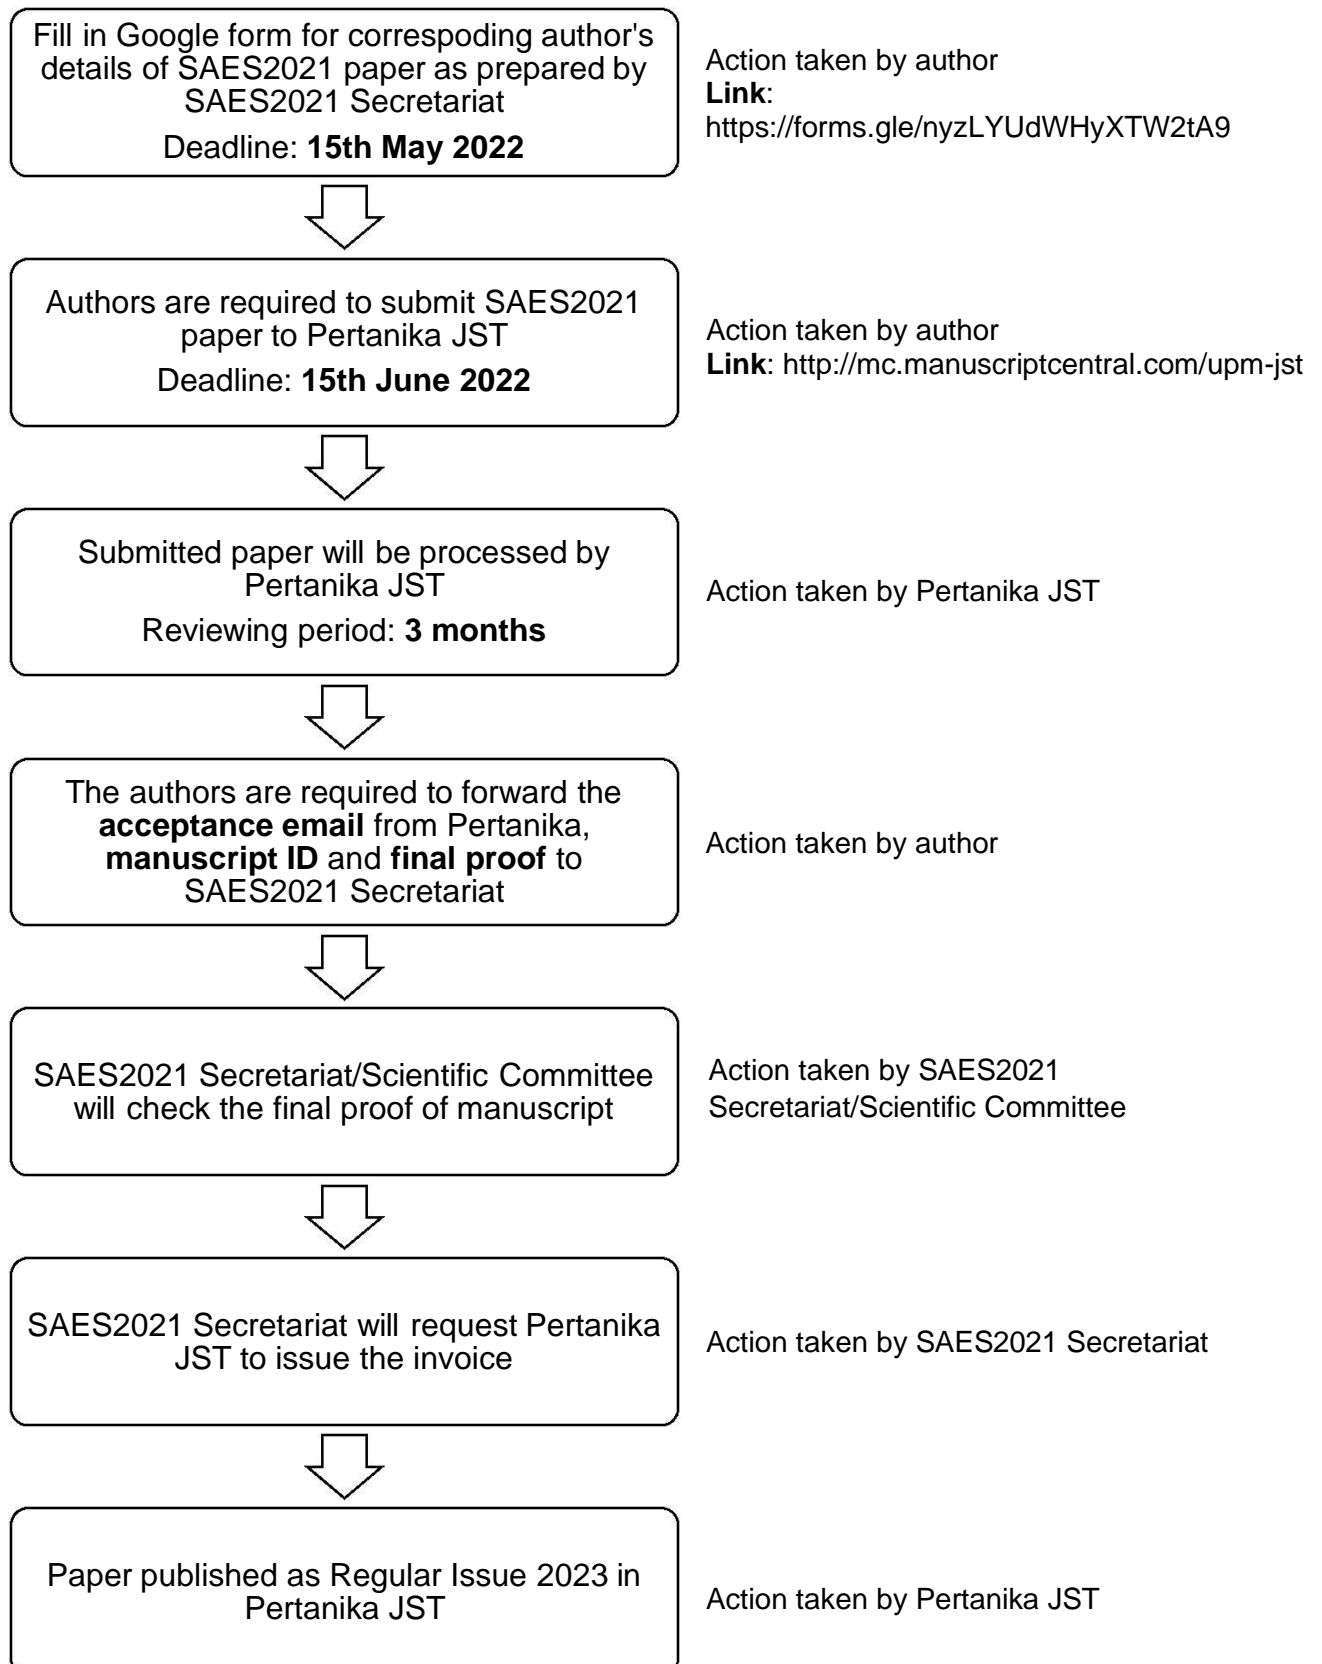 Fill in Google form for correspoding author's
details of SAES2021 paper as prepared by
SAES2021 Secretariat
Deadline: 15th May 2022
Action taken by author
Link:
https://forms.gle/nyzLYUdWHyXTW2tA9
Authors are required to submit SAES2021
paper to Pertanika JST
Deadline: 15th June 2022
Action taken by author
Link: http://mc.manuscriptcentral.com/upm-jst
Submitted paper will be processed by
Pertanika JST
Reviewing period: 3 months
Action taken by Pertanika JST
The authors are required to forward the
acceptance email from Pertanika,
manuscript ID and final proof to
SAES2021 Secretariat
Action taken by author
SAES2021 Secretariat/Scientific Committee
will check the final proof of manuscript
Action taken by SAES2021
Secretariat/Scientific Committee
SAES2021 Secretariat will request Pertanika
JST to issue the invoice
Action taken by SAES2021 Secretariat
Paper published as Regular Issue 2023 in
Pertanika JST
Action taken by Pertanika JST